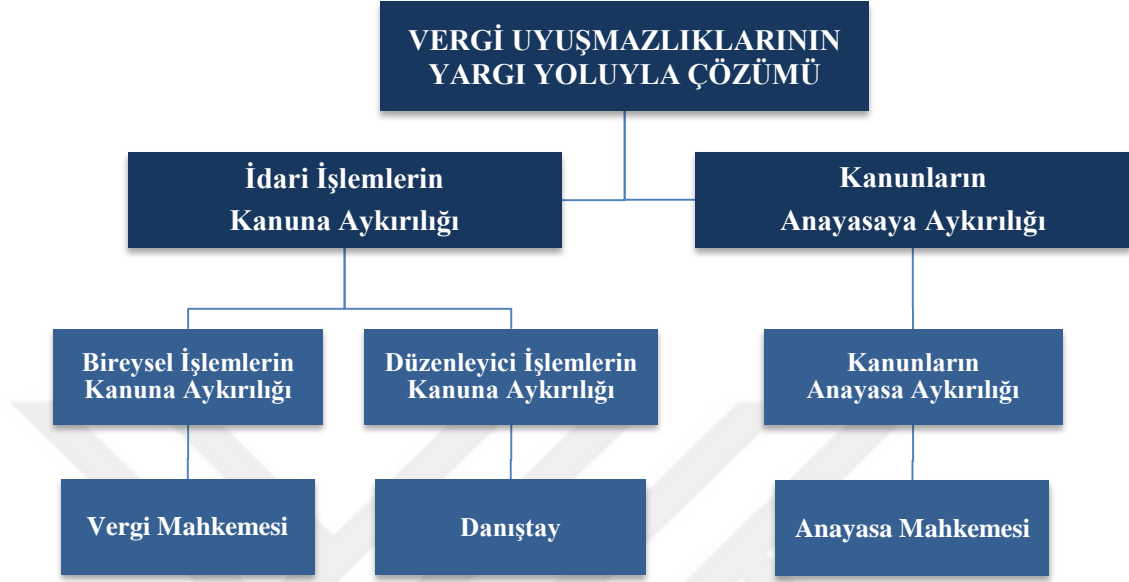 VERGİ UYUŞMAZLIKLARININ
YARGI YOLUYLA ÇÖZÜMÜ
İdari İşlemlerin
Kanuna Aykırılığı
Kanunların
Anayasaya Aykırılığı
Bireysel İşlemlerin
Kanuna Aykırılığı
Düzenleyici İşlemlerin
Kanuna Aykırılığı
Kanunların
Anayasa Aykırılığı
Vergi Mahkemesi
Danıştay
Anayasa Mahkemesi